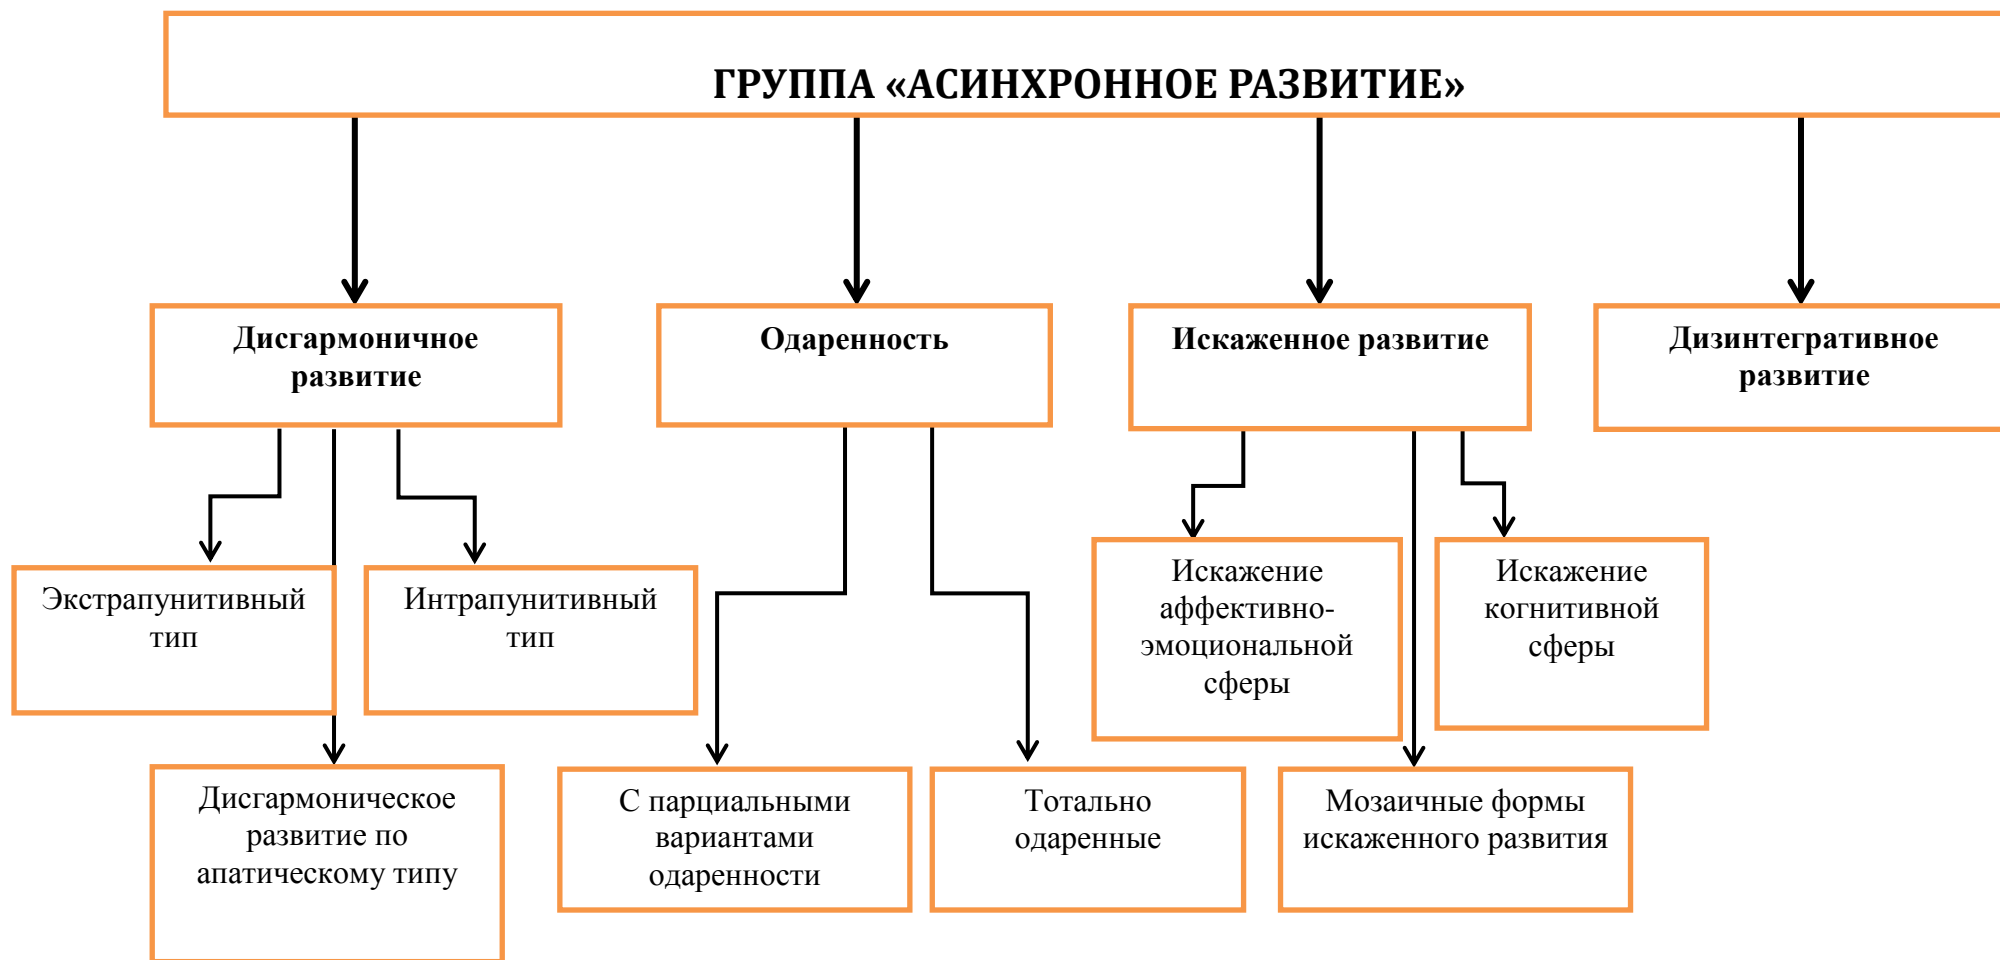 ГРУППА «АСИНХРОННОЕ РАЗВИТИЕ»
Дисгармоничное
развитие
Одаренность
Искаженное развитие
Дизинтегративное
развитие
Экстрапунитивный
тип
Интрапунитивный
тип
Искажение
аффективно-
эмоциональной
сферы
Искажение
когнитивной
сферы
Дисгармоническое
развитие по
апатическому типу
С парциальными
вариантами
одаренности
Тотально
одаренные
Мозаичные формы
искаженного развития